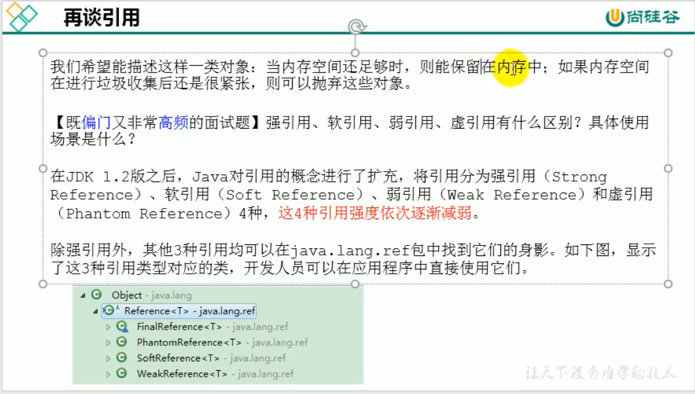 再谈引用
尚硅谷
我们希望能描述这样一类对象：当内存空间还足够时，则能保留在内存中；如果内存空间
在进行垃圾收集后还是很紧张，则可以抛弃这些对象。
【既偏门又非常高频的面试题】强引用、软引用、弱引用、虚引用有什么区别？具体使用
场景是什么？
在JDK 1.2版之后，Java对引用的概念进行了扩充，将引用分为强引用（Strong
Reference）、软引用（Soft Reference）、弱引用（Weak Reference）和虚引用
（Phantom Reference）4种，这4种引用强度依次逐渐减弱。
除强引用外，其他3种引用均可以在java.lang.ref包中找到它们的身影。如下图，显示
了这3种引用类型对应的类，开发人员可以在应用程序中直接使用它们。
Object - java.lang
Reference<T> - java.lang.ref
FinalReference<T> - java.lang.ref
PhantomReference<T> - java.lang.ref
SoftReference<T> - java.lang.ref
WeakReference<T> - java.lang.ref
让天下没有难学的技术